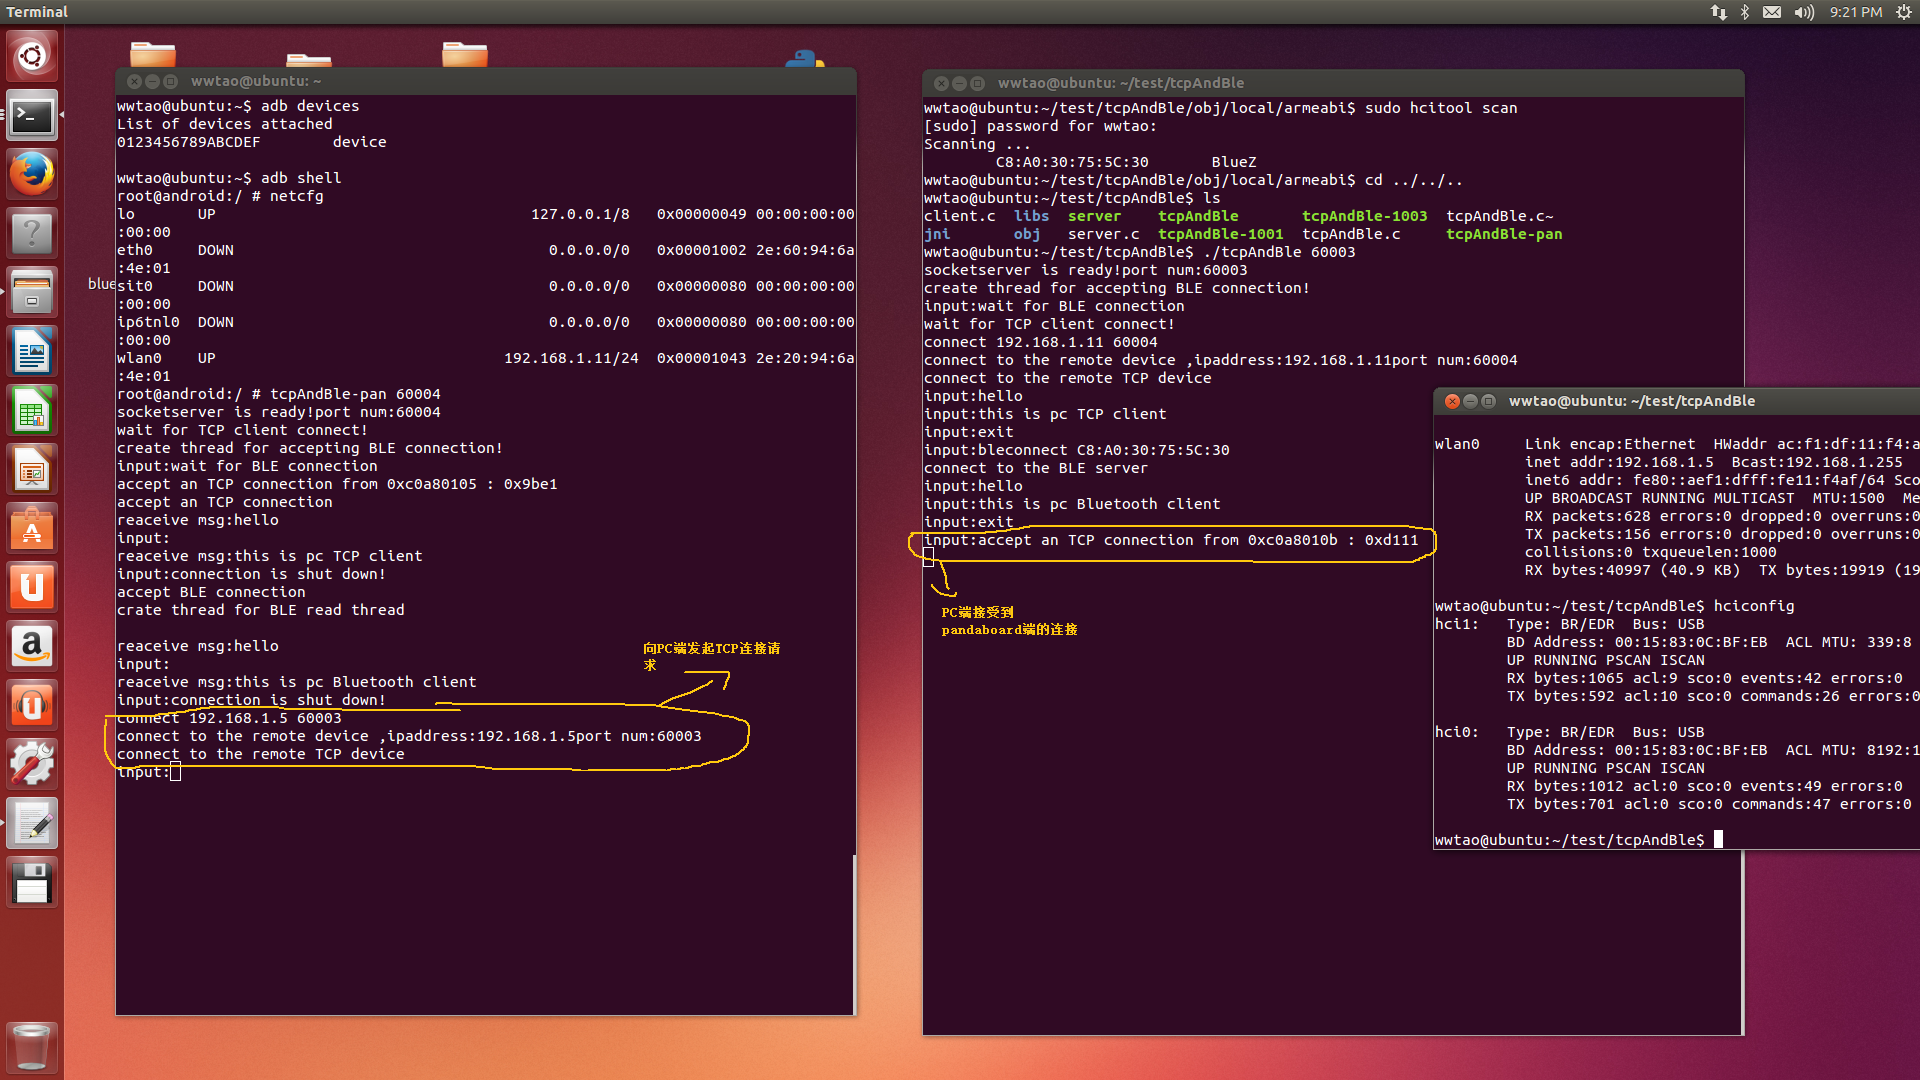 Terminal
9:21 PM
wwtao@ubuntu: ~
wwtao@ubuntu:~$ adb devices
List of devices attached
0123456789ABCDEF        device
wwtao@ubuntu:~$ adb shell
root@android:/ # netcfg
lo       UP                                   127.0.0.1/8   0x00000049 00:00:00:00
:00:00
eth0     DOWN                                   0.0.0.0/0   0x00001002 2e:60:94:6a
:4e:01
blue
sit0     DOWN                                   0.0.0.0/0   0x00000080 00:00:00:00
:00:00
ip6tnl0  DOWN                                   0.0.0.0/0   0x00000080 00:00:00:00
:00:00
wlan0    UP                                192.168.1.11/24  0x00001043 2e:20:94:6a
:4e:01
root@android:/ # tcpAndBle-pan 60004
socketserver is ready!port num:60004
wait for TCP client connect!
create thread for accepting BLE connection!
input:wait for BLE connection
accept an TCP connection from 0xc0a80105 : 0x9be1
accept an TCP connection
reaceive msg:hello
input:
reaceive msg:this is pc TCP client
input:connection is shut down!
accept BLE connection
crate thread for BLE read thread
reaceive msg:hello
input:
reaceive msg:this is pc Bluetooth client
input:connection is shut down!
connect 192.168.1.5 60003
connect to the remote device ,ipaddress:192.168.1.5port num:60003
connect to the remote TCP device
input:
向PC端发起TCP连接请
求
wwtao@ubuntu: ~/test/tcpAndBle
wwtao@ubuntu:~/test/tcpAndBle/obj/local/armeabi$ sudo hcitool scan
[sudo] password for wwtao:
Scanning ...
        C8:A0:30:75:5C:30       BlueZ
wwtao@ubuntu:~/test/tcpAndBle/obj/local/armeabi$ cd ../../..
wwtao@ubuntu:~/test/tcpAndBle$ ls
client.c  libs  server    tcpAndBle       tcpAndBle-1003  tcpAndBle.c~
jni       obj   server.c  tcpAndBle-1001  tcpAndBle.c     tcpAndBle-pan
wwtao@ubuntu:~/test/tcpAndBle$ ./tcpAndBle 60003
socketserver is ready!port num:60003
create thread for accepting BLE connection!
input:wait for BLE connection
wait for TCP client connect!
connect 192.168.1.11 60004
connect to the remote device ,ipaddress:192.168.1.11port num:60004
connect to the remote TCP device
input:hello
input:this is pc TCP client
input:exit
input:bleconnect C8:A0:30:75:5C:30
connect to the BLE server
input:hello
input:this is pc Bluetooth client
input:exit
input:accept an TCP connection from 0xc0a8010b : 0xd111
PC端接受到
pandaboard端的连接
wwtao@ubuntu: ~/test/tcpAndBle
wlan0     Link encap:Ethernet  HWaddr ac:f1:df:11:f4:a
          inet addr:192.168.1.5  Bcast:192.168.1.255
          inet6 addr: fe80::aef1:dfff:fe11:f4af/64 Sco
          UP BROADCAST RUNNING MULTICAST  MTU:1500  Me
          RX packets:628 errors:0 dropped:0 overruns:0
          TX packets:156 errors:0 dropped:0 overruns:0
          collisions:0 txqueuelen:1000
          RX bytes:40997 (40.9 KB)  TX bytes:19919 (19
wwtao@ubuntu:~/test/tcpAndBle$ hciconfig
hci1:   Type: BR/EDR  Bus: USB
        BD Address: 00:15:83:0C:BF:EB  ACL MTU: 339:8
        UP RUNNING PSCAN ISCAN
        RX bytes:1065 acl:9 sco:0 events:42 errors:0
        TX bytes:592 acl:10 sco:0 commands:26 errors:0
hci0:   Type: BR/EDR  Bus: USB
        BD Address: 00:15:83:0C:BF:EB  ACL MTU: 8192:1
        UP RUNNING PSCAN ISCAN
        RX bytes:1012 acl:0 sco:0 events:49 errors:0
        TX bytes:701 acl:0 sco:0 commands:47 errors:0
wwtao@ubuntu:~/test/tcpAndBle$